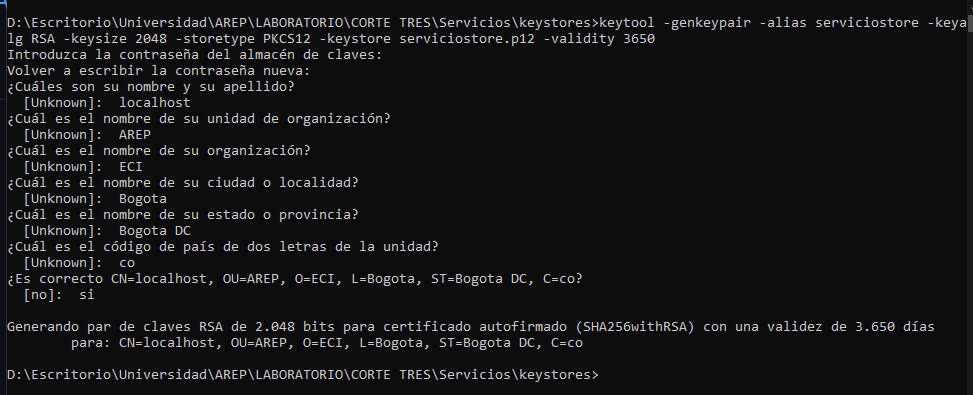 D:\Escritorio\Universidad\AREP\LABORATORIO\CORTE TRES\Servicios\keystores>keytool -genkeypair -alias serviciostore -keya
lg RSA -keysize 2048 -storetype PKCS12 -keystore serviciostore.p12 -validity 3650
Introduzca la contraseña del almacén de claves:
Volver a escribir la contraseña nueva:
¿Cuáles son su nombre y su apellido?
[Unknown]:  localhost
¿Cuál es el nombre de su unidad de organización?
[Unknown]:  AREP
¿Cuál es el nombre de su organización?
[Unknown]:  ECI
¿Cuál es el nombre de su ciudad o localidad?
[Unknown]:  Bogota
¿Cuál es el nombre de su estado o provincia?
[Unknown]:  Bogota DC
¿Cuál es el código de país de dos letras de la unidad?
[Unknown]:  co
¿Es correcto CN=localhost, OU=AREP, O=ECI, L=Bogota, ST=Bogota DC, C=co?
[no]:  si
Generando par de claves RSA de 2.048 bits para certificado autofirmado (SHA256withRSA) con una validez de 3.650 días
para: CN=localhost, OU=AREP, O=ECI, L=Bogota, ST=Bogota DC, C=co
D:\Escritorio\Universidad\AREP\LABORATORIO\CORTE TRES\Servicios\keystores>